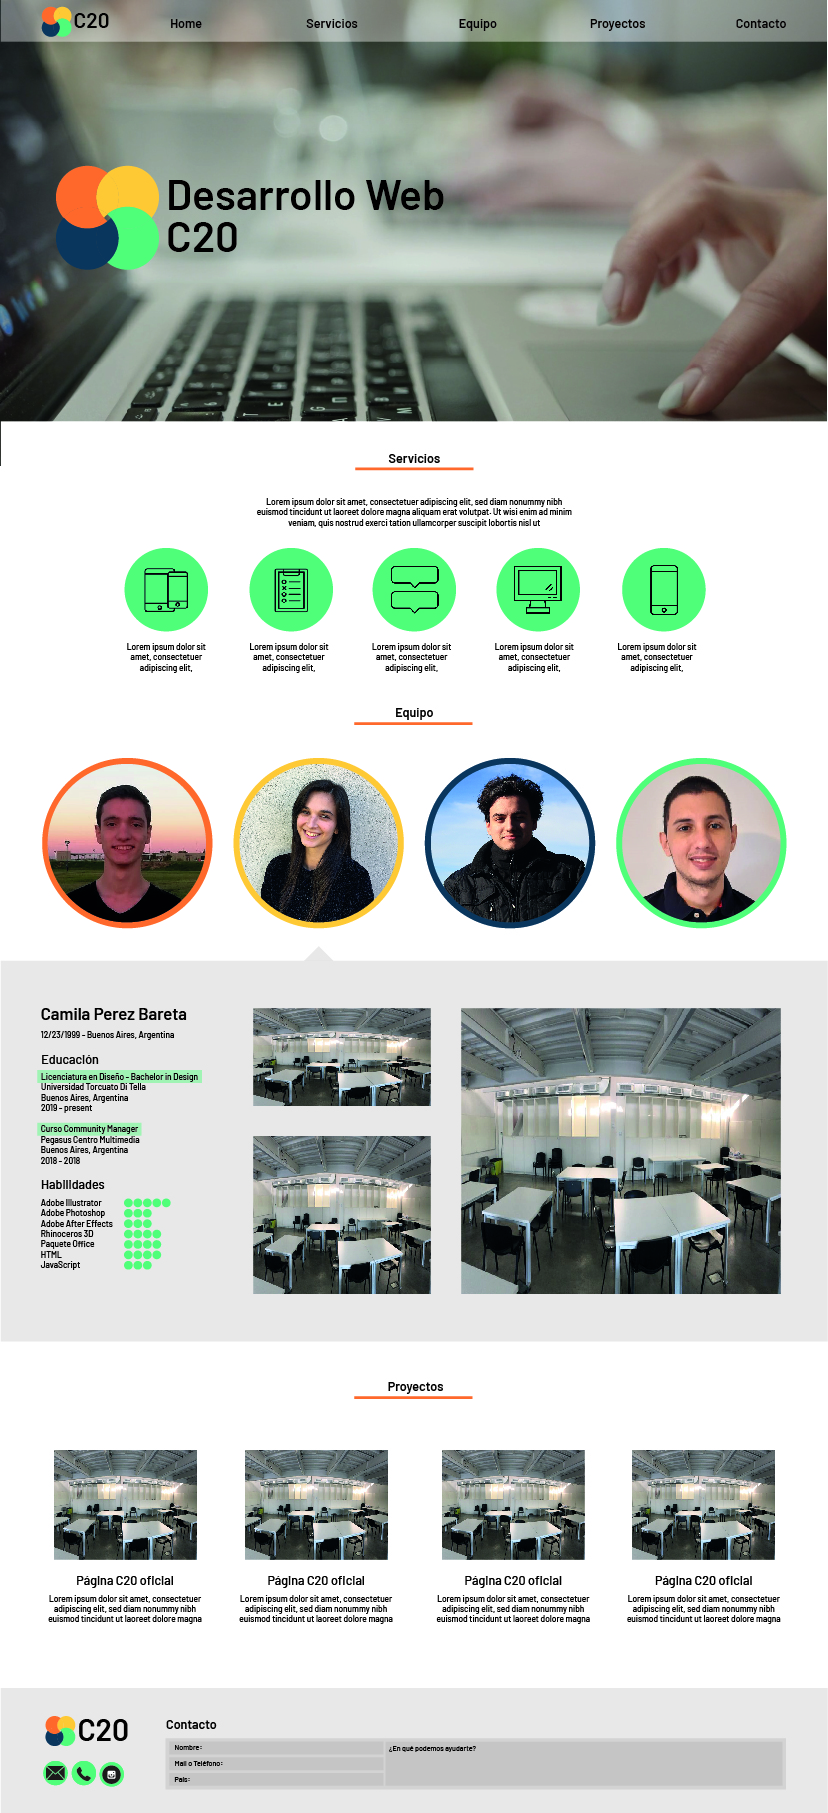 C20
Home
Servicios
Equipo
Proyectos
Contacto
Desarrollo Web
C20
Servicios
Lorem ipsum dolor sit amet, consectetuer adipiscing elit, sed diam nonummy nibh
euismod tincidunt ut laoreet dolore magna aliquam erat volutpat. Ut wisi enim ad minim
veniam, quis nostrud exerci tation ullamcorper suscipit lobortis nisl ut
Lorem ipsum dolor sit
amet, consectetuer
adipiscing elit,
Lorem ipsum dolor sit
amet, consectetuer
adipiscing elit,
Lorem ipsum dolor sit
amet, consectetuer
adipiscing elit,
Lorem ipsum dolor sit
amet, consectetuer
adipiscing elit,
Lorem ipsum dolor sit
amet, consectetuer
adipiscing elit,
Equipo
Camila Perez Bareta
12/23/1999 - Buenos Aires, Argentina
Educación
Licenciatura en Diseño - Bachelor in Design
Universidad Torcuato Di Tella
Buenos Aires, Argentina
2019 - present
Curso Community Manager
Pegasus Centro Multimedia
Buenos Aires, Argentina
2018 - 2018
Habilidades
Adobe Illustrator
Adobe Photoshop
Adobe After Effects
Rhinoceros 3D
Paquete Office
HTML
JavaScript
Proyectos
Página C20 oficial
Lorem ipsum dolor sit amet, consectetuer
adipiscing elit, sed diam nonummy nibh
euismod tincidunt ut laoreet dolore magna
Página C20 oficial
Lorem ipsum dolor sit amet, consectetuer
adipiscing elit, sed diam nonummy nibh
euismod tincidunt ut laoreet dolore magna
Página C20 oficial
Lorem ipsum dolor sit amet, consectetuer
adipiscing elit, sed diam nonummy nibh
euismod tincidunt ut laoreet dolore magna
Página C20 oficial
Lorem ipsum dolor sit amet, consectetuer
adipiscing elit, sed diam nonummy nibh
euismod tincidunt ut laoreet dolore magna
C20
Contacto
Nombre:
Mail o Teléfono:
País:
¿En qué podemos ayudarte?